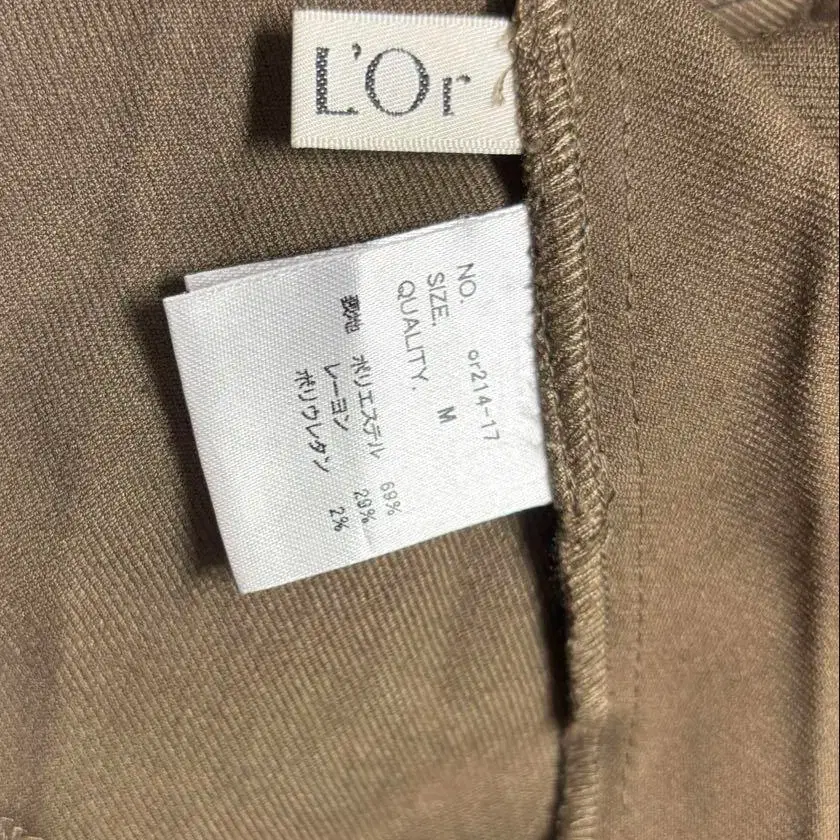 L'Or
NO. or214-17
SIZE. M
QUALITY.
表地 ポリエステル 69%
レーヨン 29%
ポリウレタン 2%